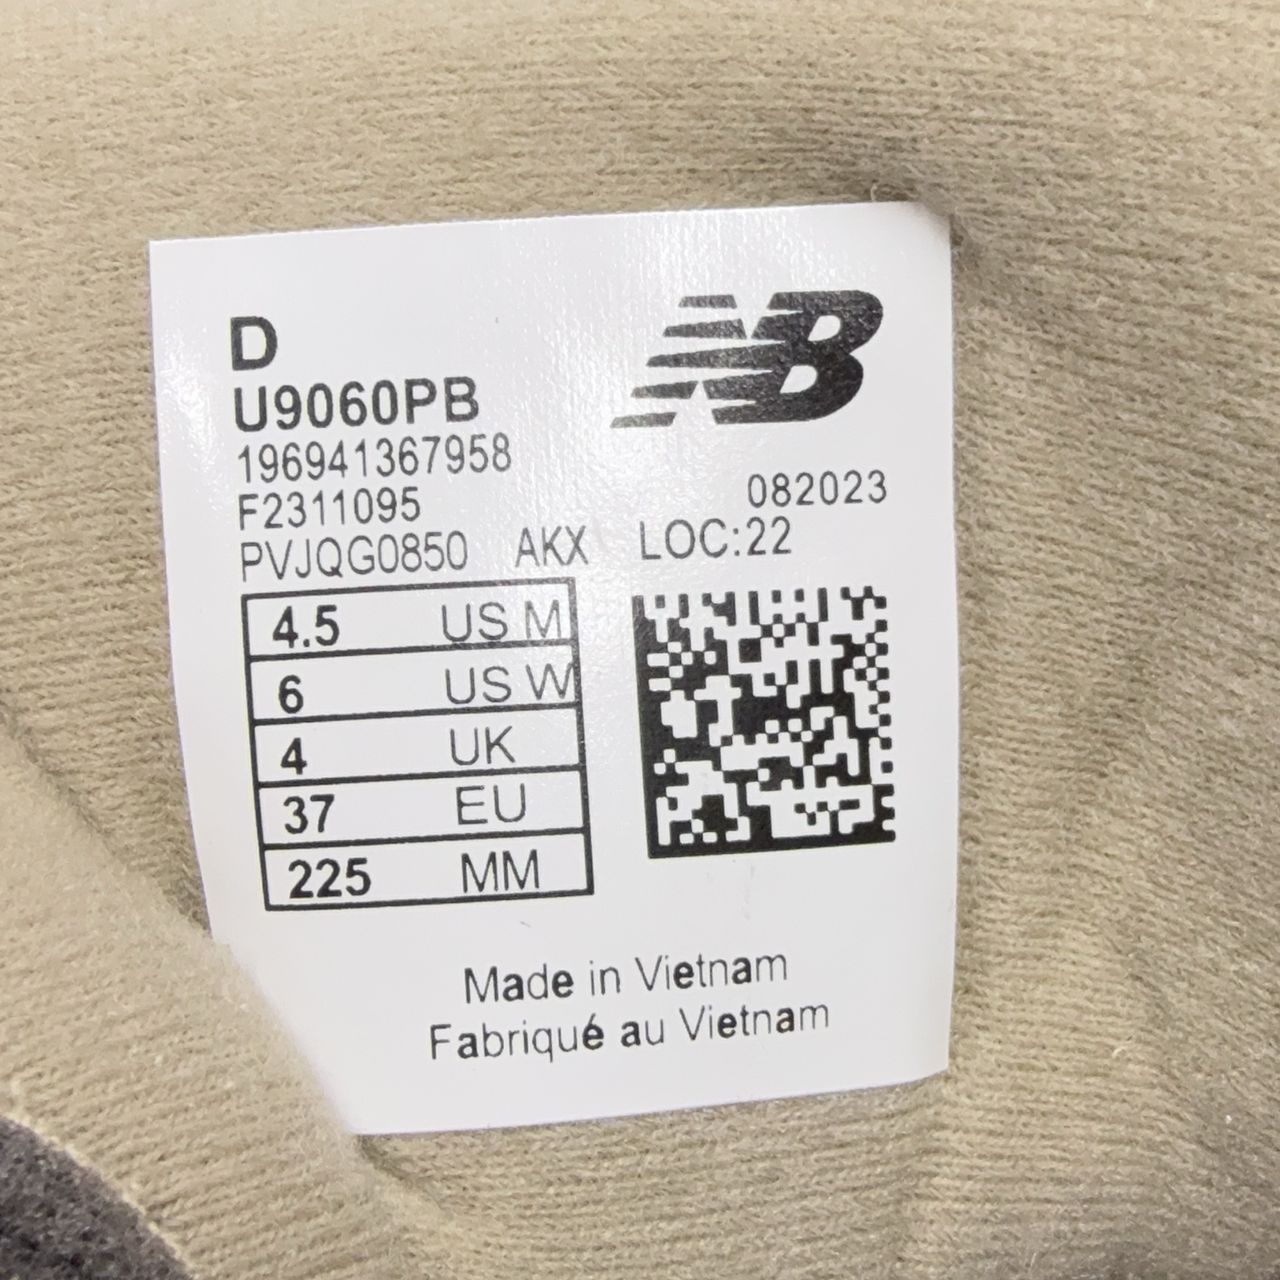 D
NB
U9060PB
196941367958
F2311095
082023
PVJQG0850 AKX LOC:22
4.5 US M
6 US W
4 UK
37 EU
225 MM
Made in Vietnam
Fabriqué au Vietnam